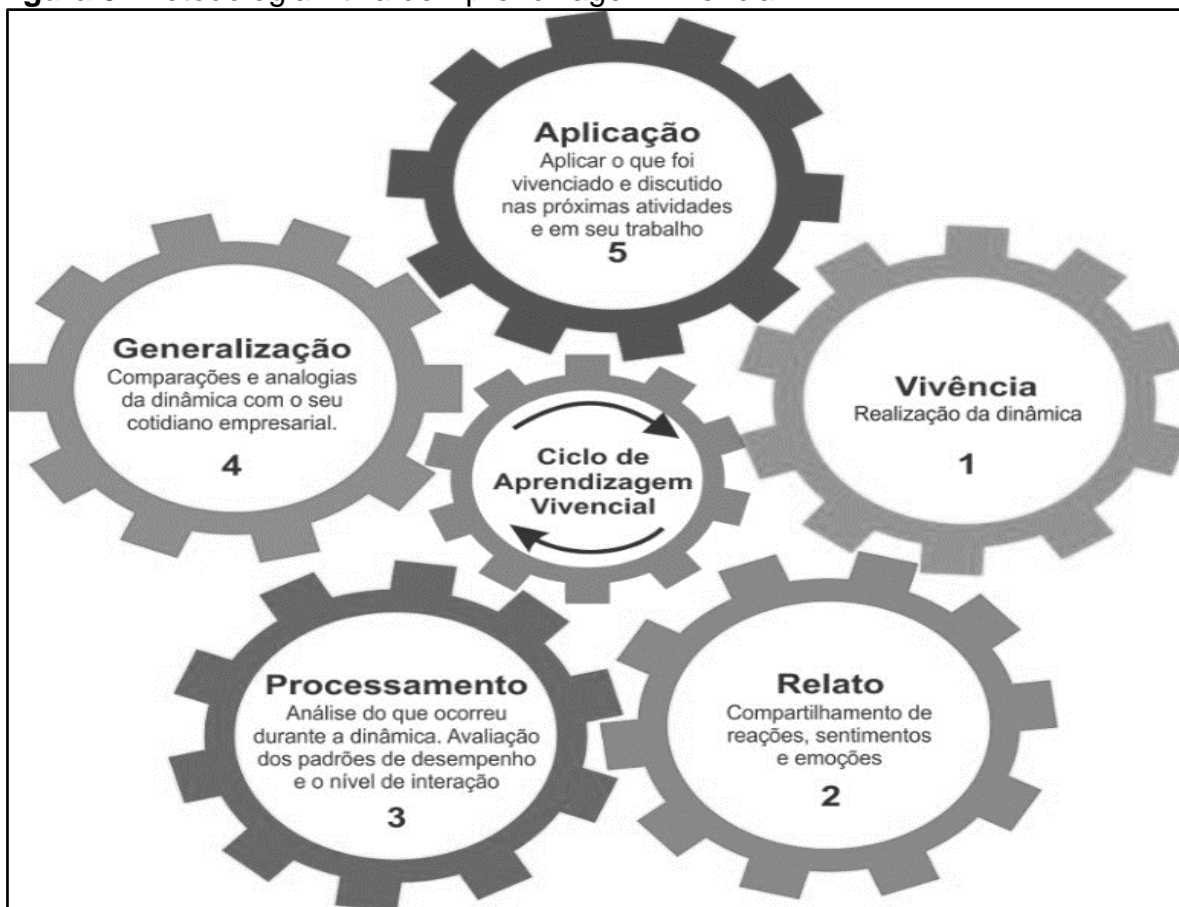 Aplicação
Aplicar o que foi
vivenciado e discutido
nas próximas atividades
e em seu trabalho
5
Vivência
Realização da dinâmica
1
Relato
Compartilhamento de
reações, sentimentos
e emoções
2
Processamento
Análise do que ocorreu
durante a dinâmica. Avaliação
dos padrões de desempenho
e o nível de interação
3
Generalização
Comparações e analogias
da dinâmica com o seu
cotidiano empresarial.
4
Ciclo de
Aprendizagem
Vivencial